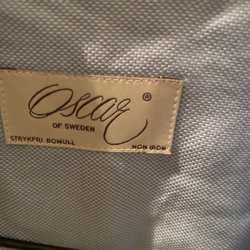 Oscar ®
OF SWEDEN
STRYKFRI BOMULL NON IRON